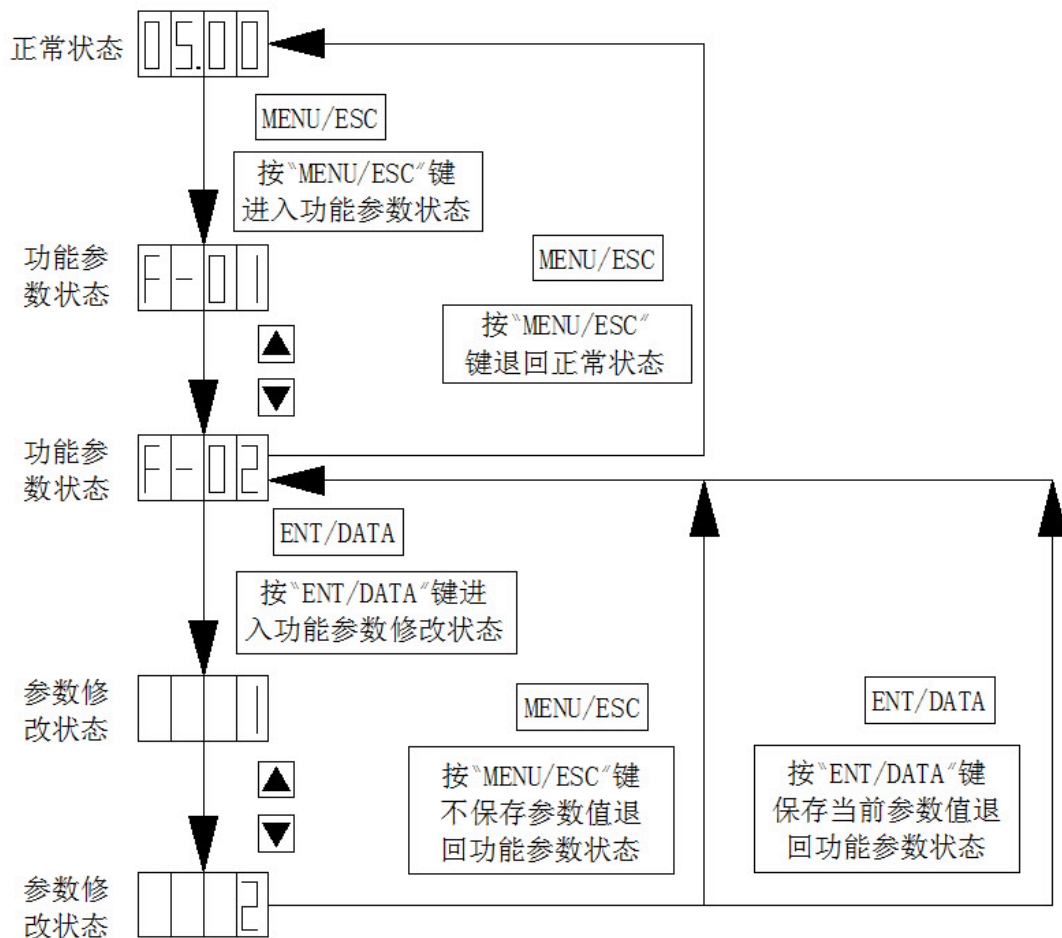 正常状态
05.00
MENU/ESC
按"MENU/ESC"键
进入功能参数状态
功能参
数状态
F-01
▲
▼
MENU/ESC
按"MENU/ESC"
键退回正常状态
功能参
数状态
F-02
ENT/DATA
按"ENT/DATA"键进
入功能参数修改状态
参数修
改状态
1
▲
▼
MENU/ESC
按"MENU/ESC"键
不保存参数值退
回功能参数状态
ENT/DATA
按"ENT/DATA"键
保存当前参数值退
回功能参数状态
参数修
改状态
2